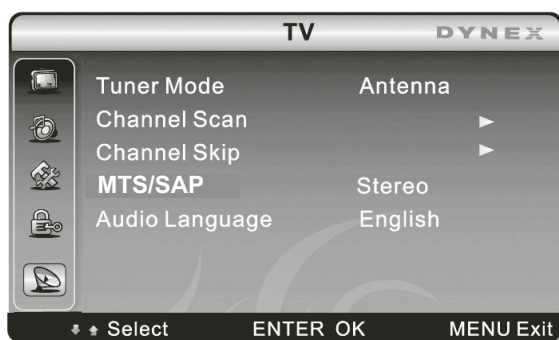 TV DYNEX
Tuner Mode Antenna
Channel Scan
Channel Skip
MTS/SAP Stereo
Audio Language English
Select ENTER OK MENU Exit